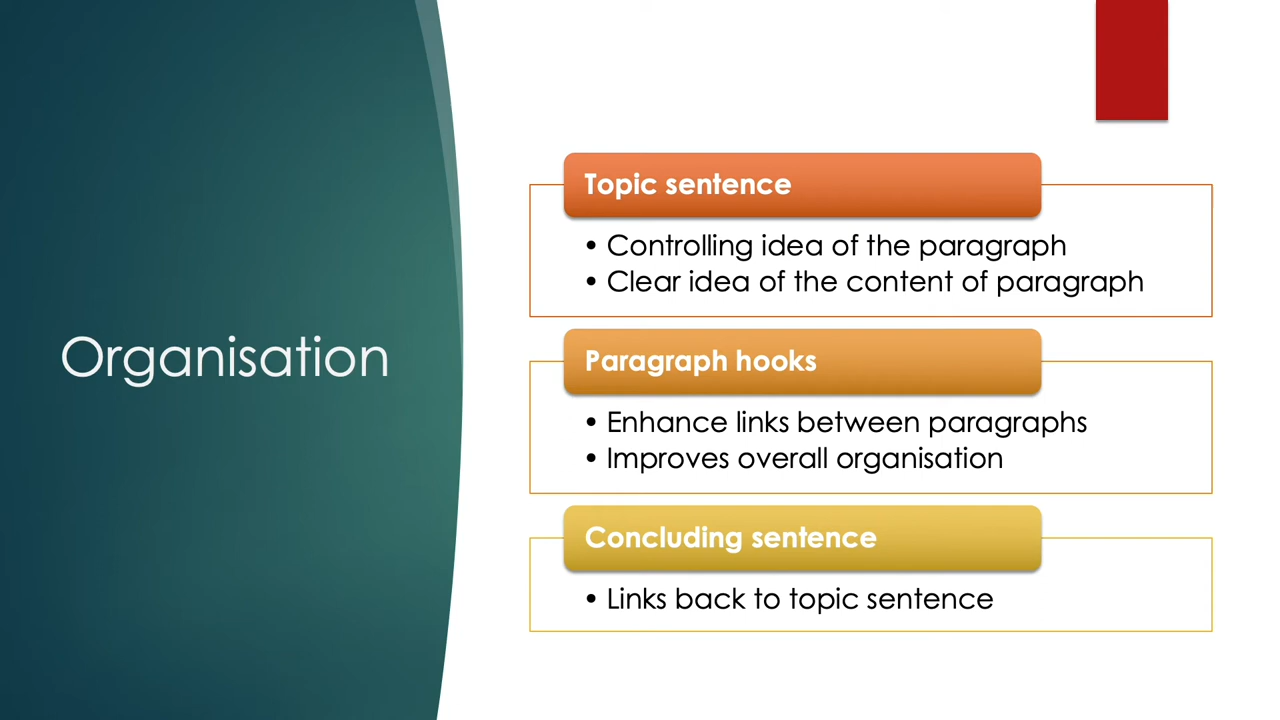 Organisation
Topic sentence
• Controlling idea of the paragraph
• Clear idea of the content of paragraph
Paragraph hooks
• Enhance links between paragraphs
• Improves overall organisation
Concluding sentence
• Links back to topic sentence